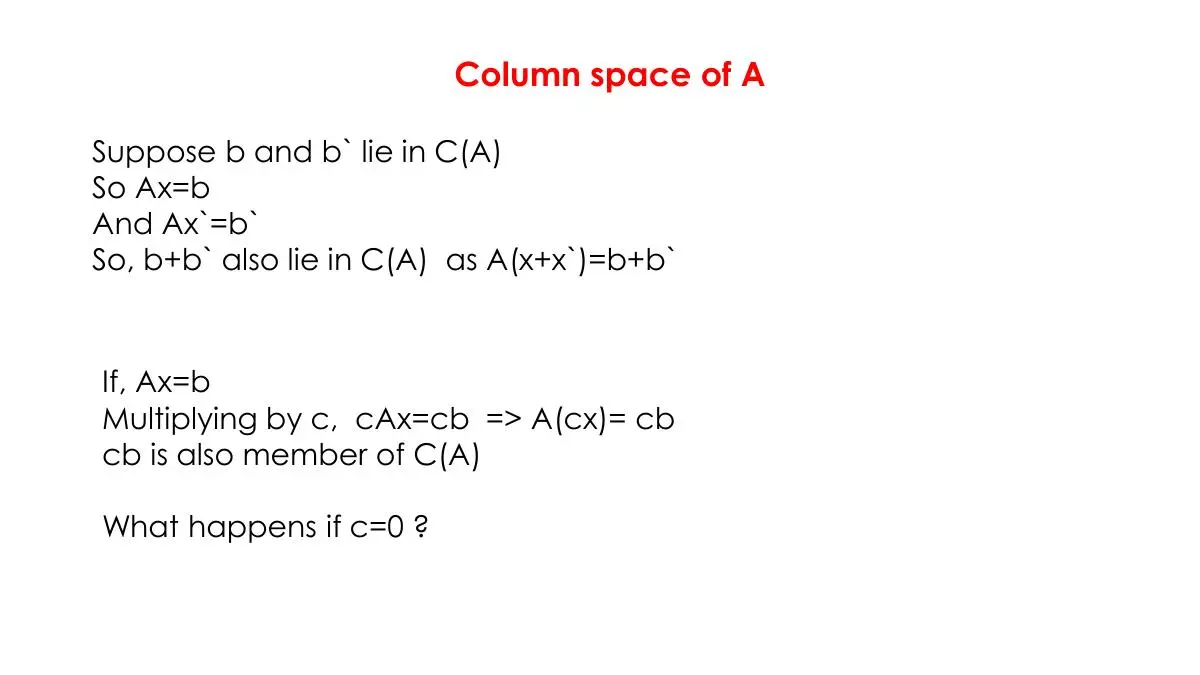 Column space of A
Suppose b and b` lie in C(A)
So Ax=b
And Ax`=b`
So, b+b` also lie in C(A)  as A(x+x`)=b+b`
If, Ax=b
Multiplying by c,  cAx=cb  => A(cx)= cb
cb is also member of C(A)
What happens if c=0 ?